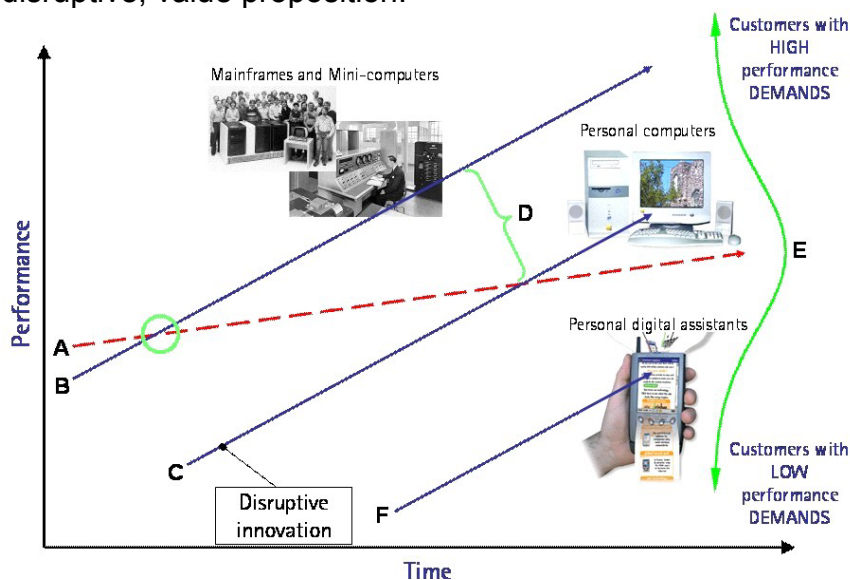 disruptive, value proposition.
Customers with
HIGH
performance
DEMANDS
Mainframes and Mini-computers
Personal computers
D
E
Performance
A
B
Personal digital assistants
C
F
Disruptive
innovation
Customers with
LOW
performance
DEMANDS
Time